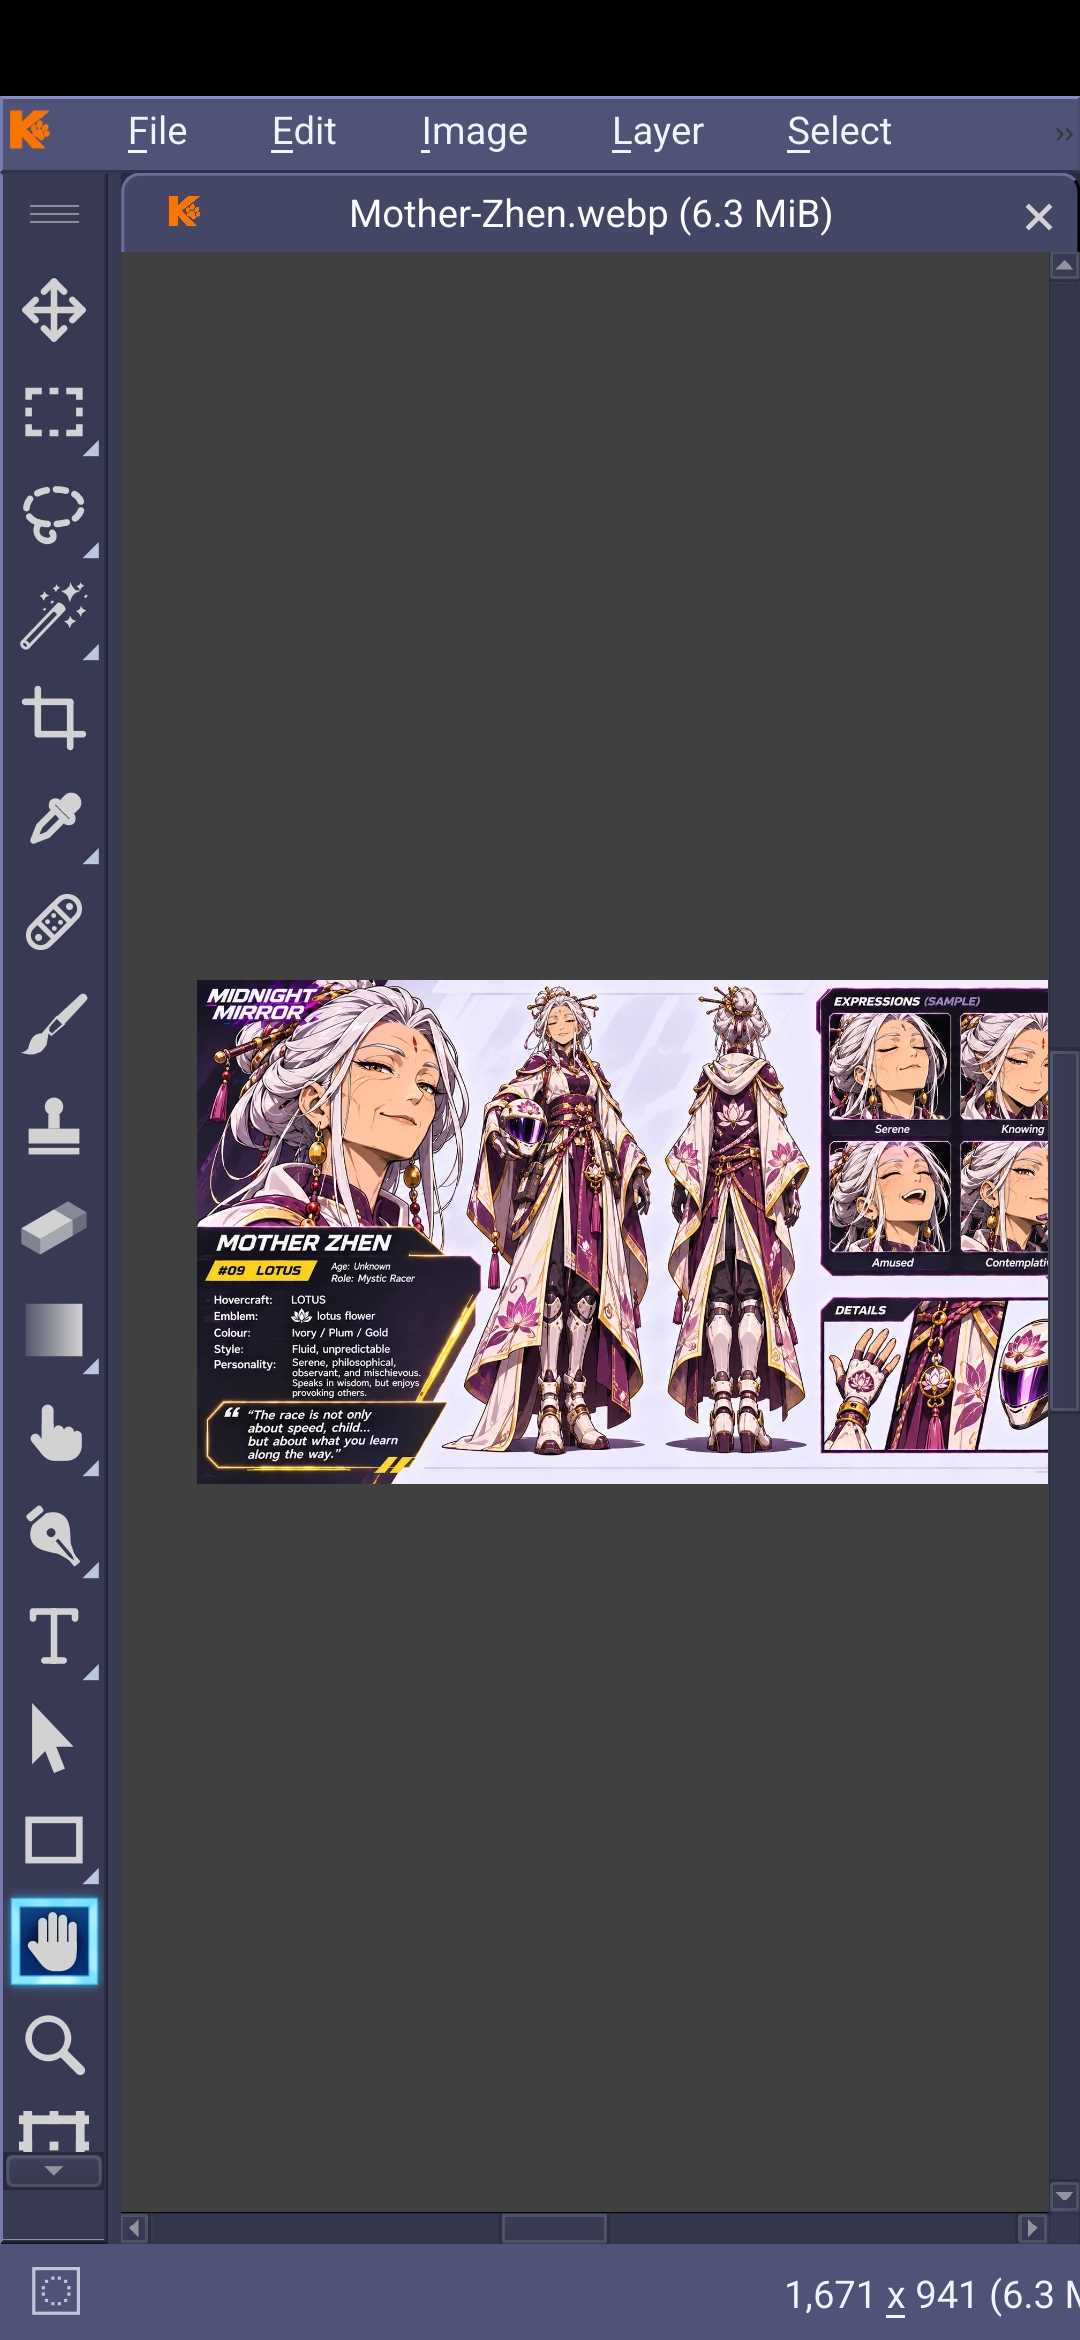 File Edit Image Layer Select
Mother-Zhen.webp (6.3 MiB)
MIDNIGHT
MIRROR
MOTHER ZHEN
#09 LOTUS
Age: Unknown
Role: Mystic Racer
Hovercraft: LOTUS
Emblem: lotus flower
Colour: Ivory / Plum / Gold
Style: Fluid, unpredictable
Personality: Serene, philosophical,
observant, and mischievous.
Speaks in wisdom, but enjoys
provoking others.
“The race is not only
about speed, child...
but about what you learn
along the way.”
EXPRESSIONS (SAMPLE)
Serene
Knowing
Amused
Contemplati
DETAILS
1,671 x 941 (6.3 M